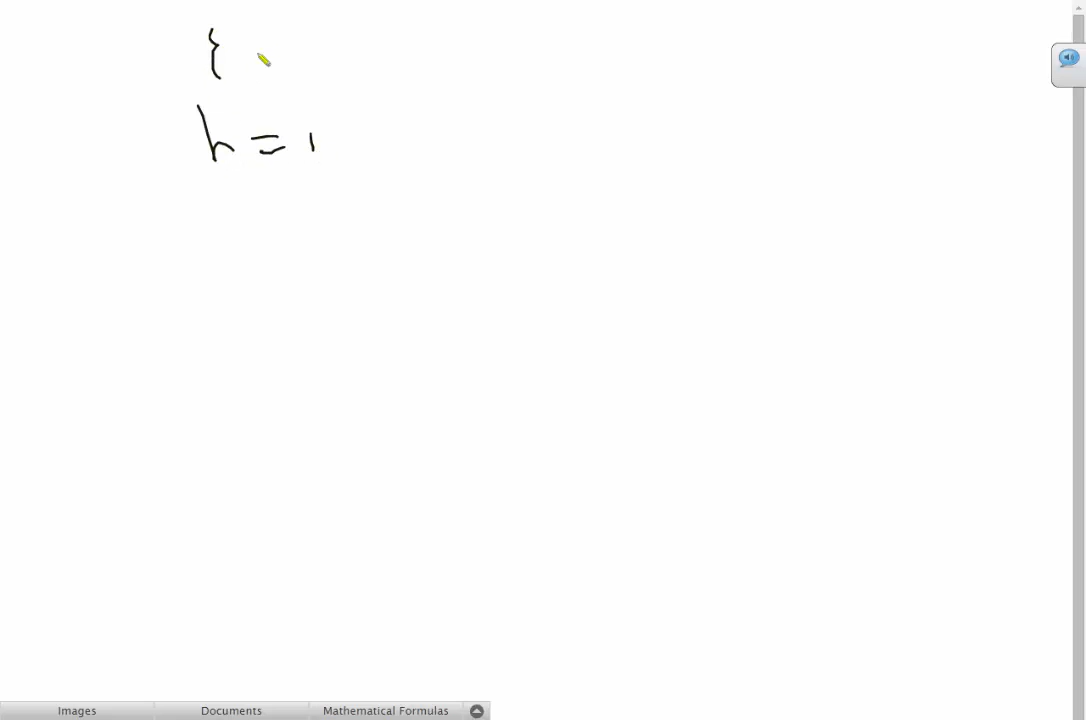 {
h = 1
Images
Documents
Mathematical Formulas